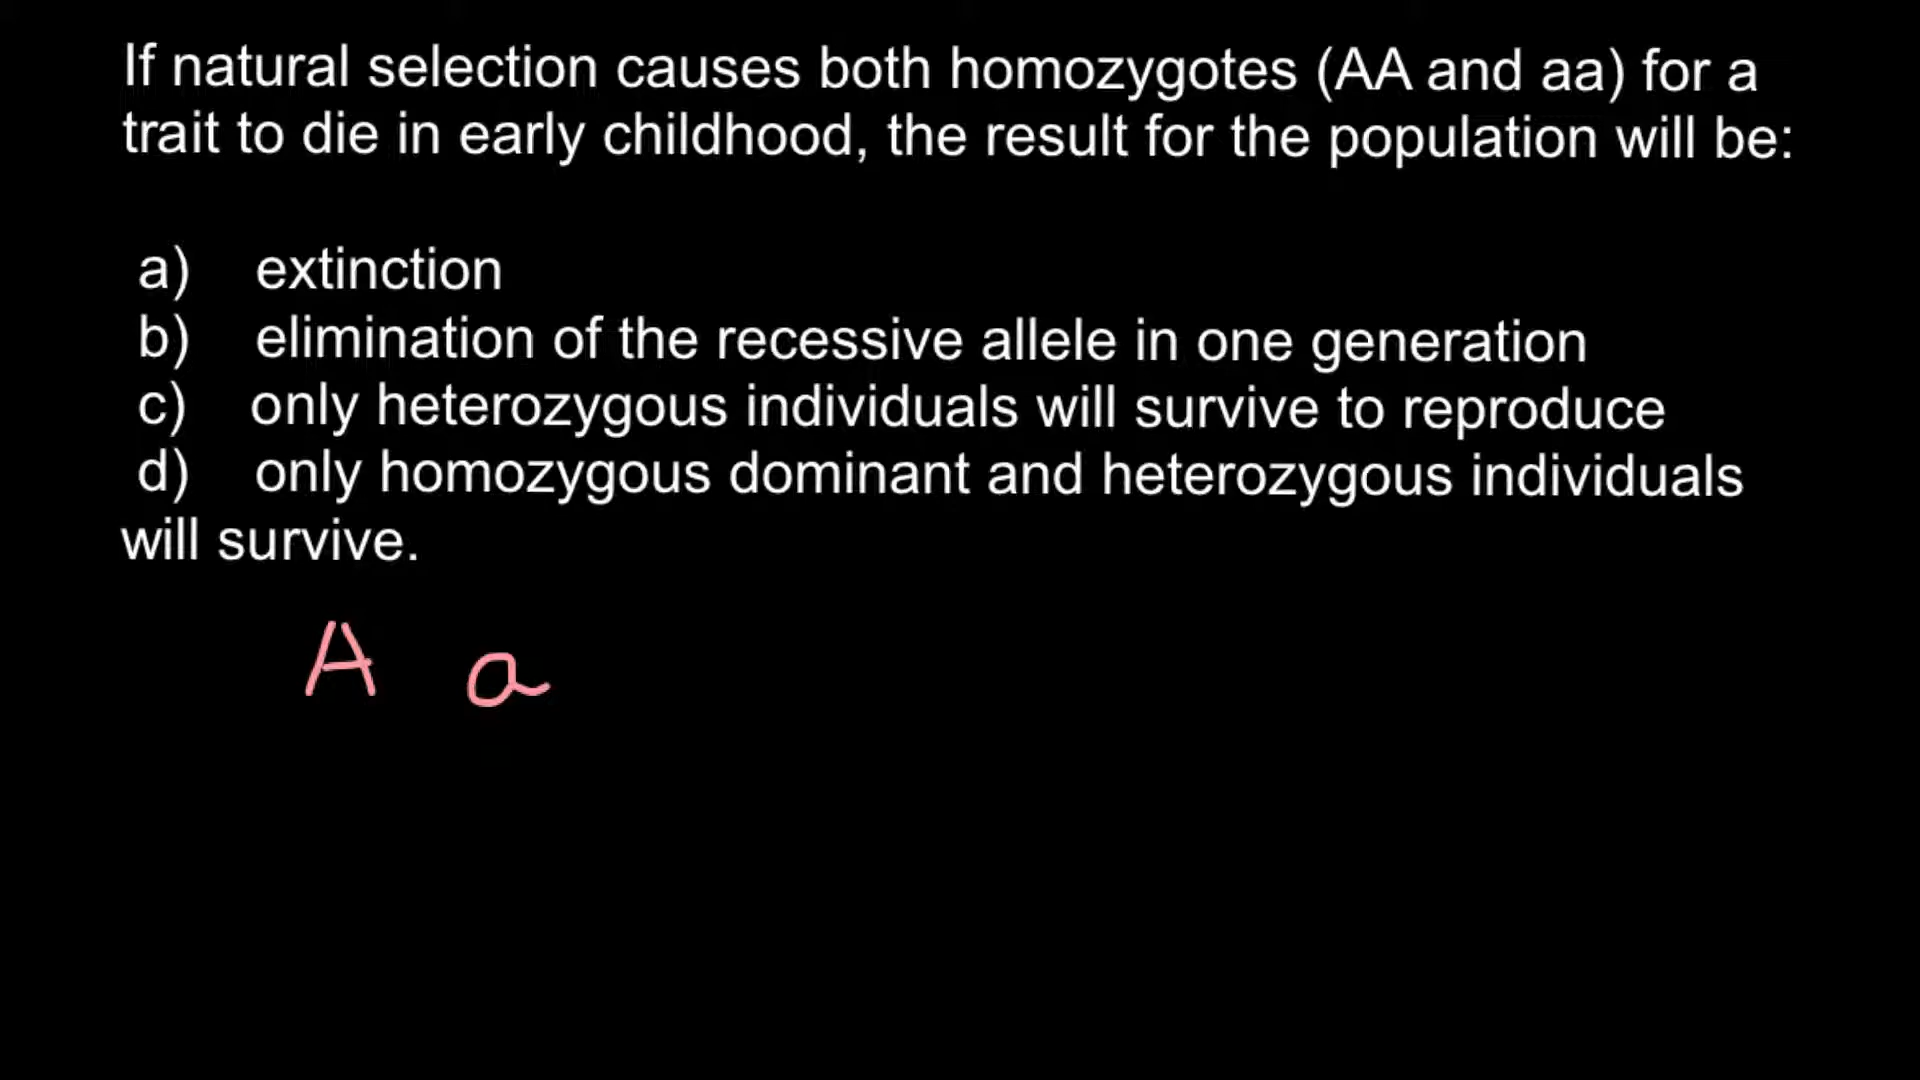 If natural selection causes both homozygotes (AA and aa) for a
trait to die in early childhood, the result for the population will be:
a) extinction
b) elimination of the recessive allele in one generation
c) only heterozygous individuals will survive to reproduce
d) only homozygous dominant and heterozygous individuals
will survive.
A a